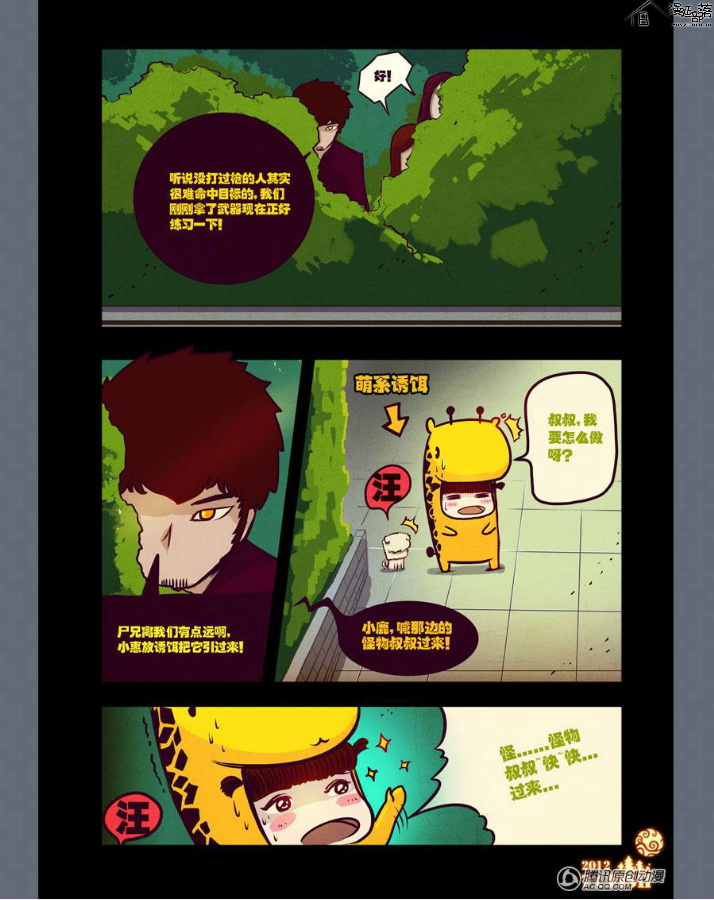 漫画部落
好!
听说没打过枪的人其实
很难命中目标的,我们
刚刚拿了武器现在正好
练习一下!
尸兄离我们有点远啊,
小惠放诱饵把它引过来!
萌系诱饵
汪
叔叔,我
要怎么做
呀?
小鹿,喊那边的
怪物叔叔过来!
汪
怪......怪物
叔叔~快~快...
过来...
2012
腾讯原创动漫
AC.QQ.COM